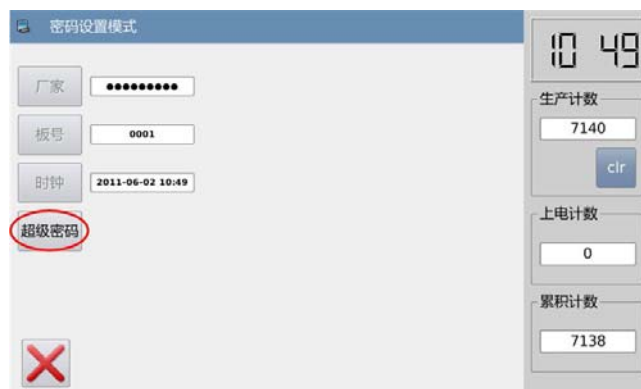 密码设置模式
厂家 ●●●●●●●●●
板号 0001
时钟 2011-06-02 10:49
超级密码
10 49
生产计数
7140
clr
上电计数
0
累积计数
7138